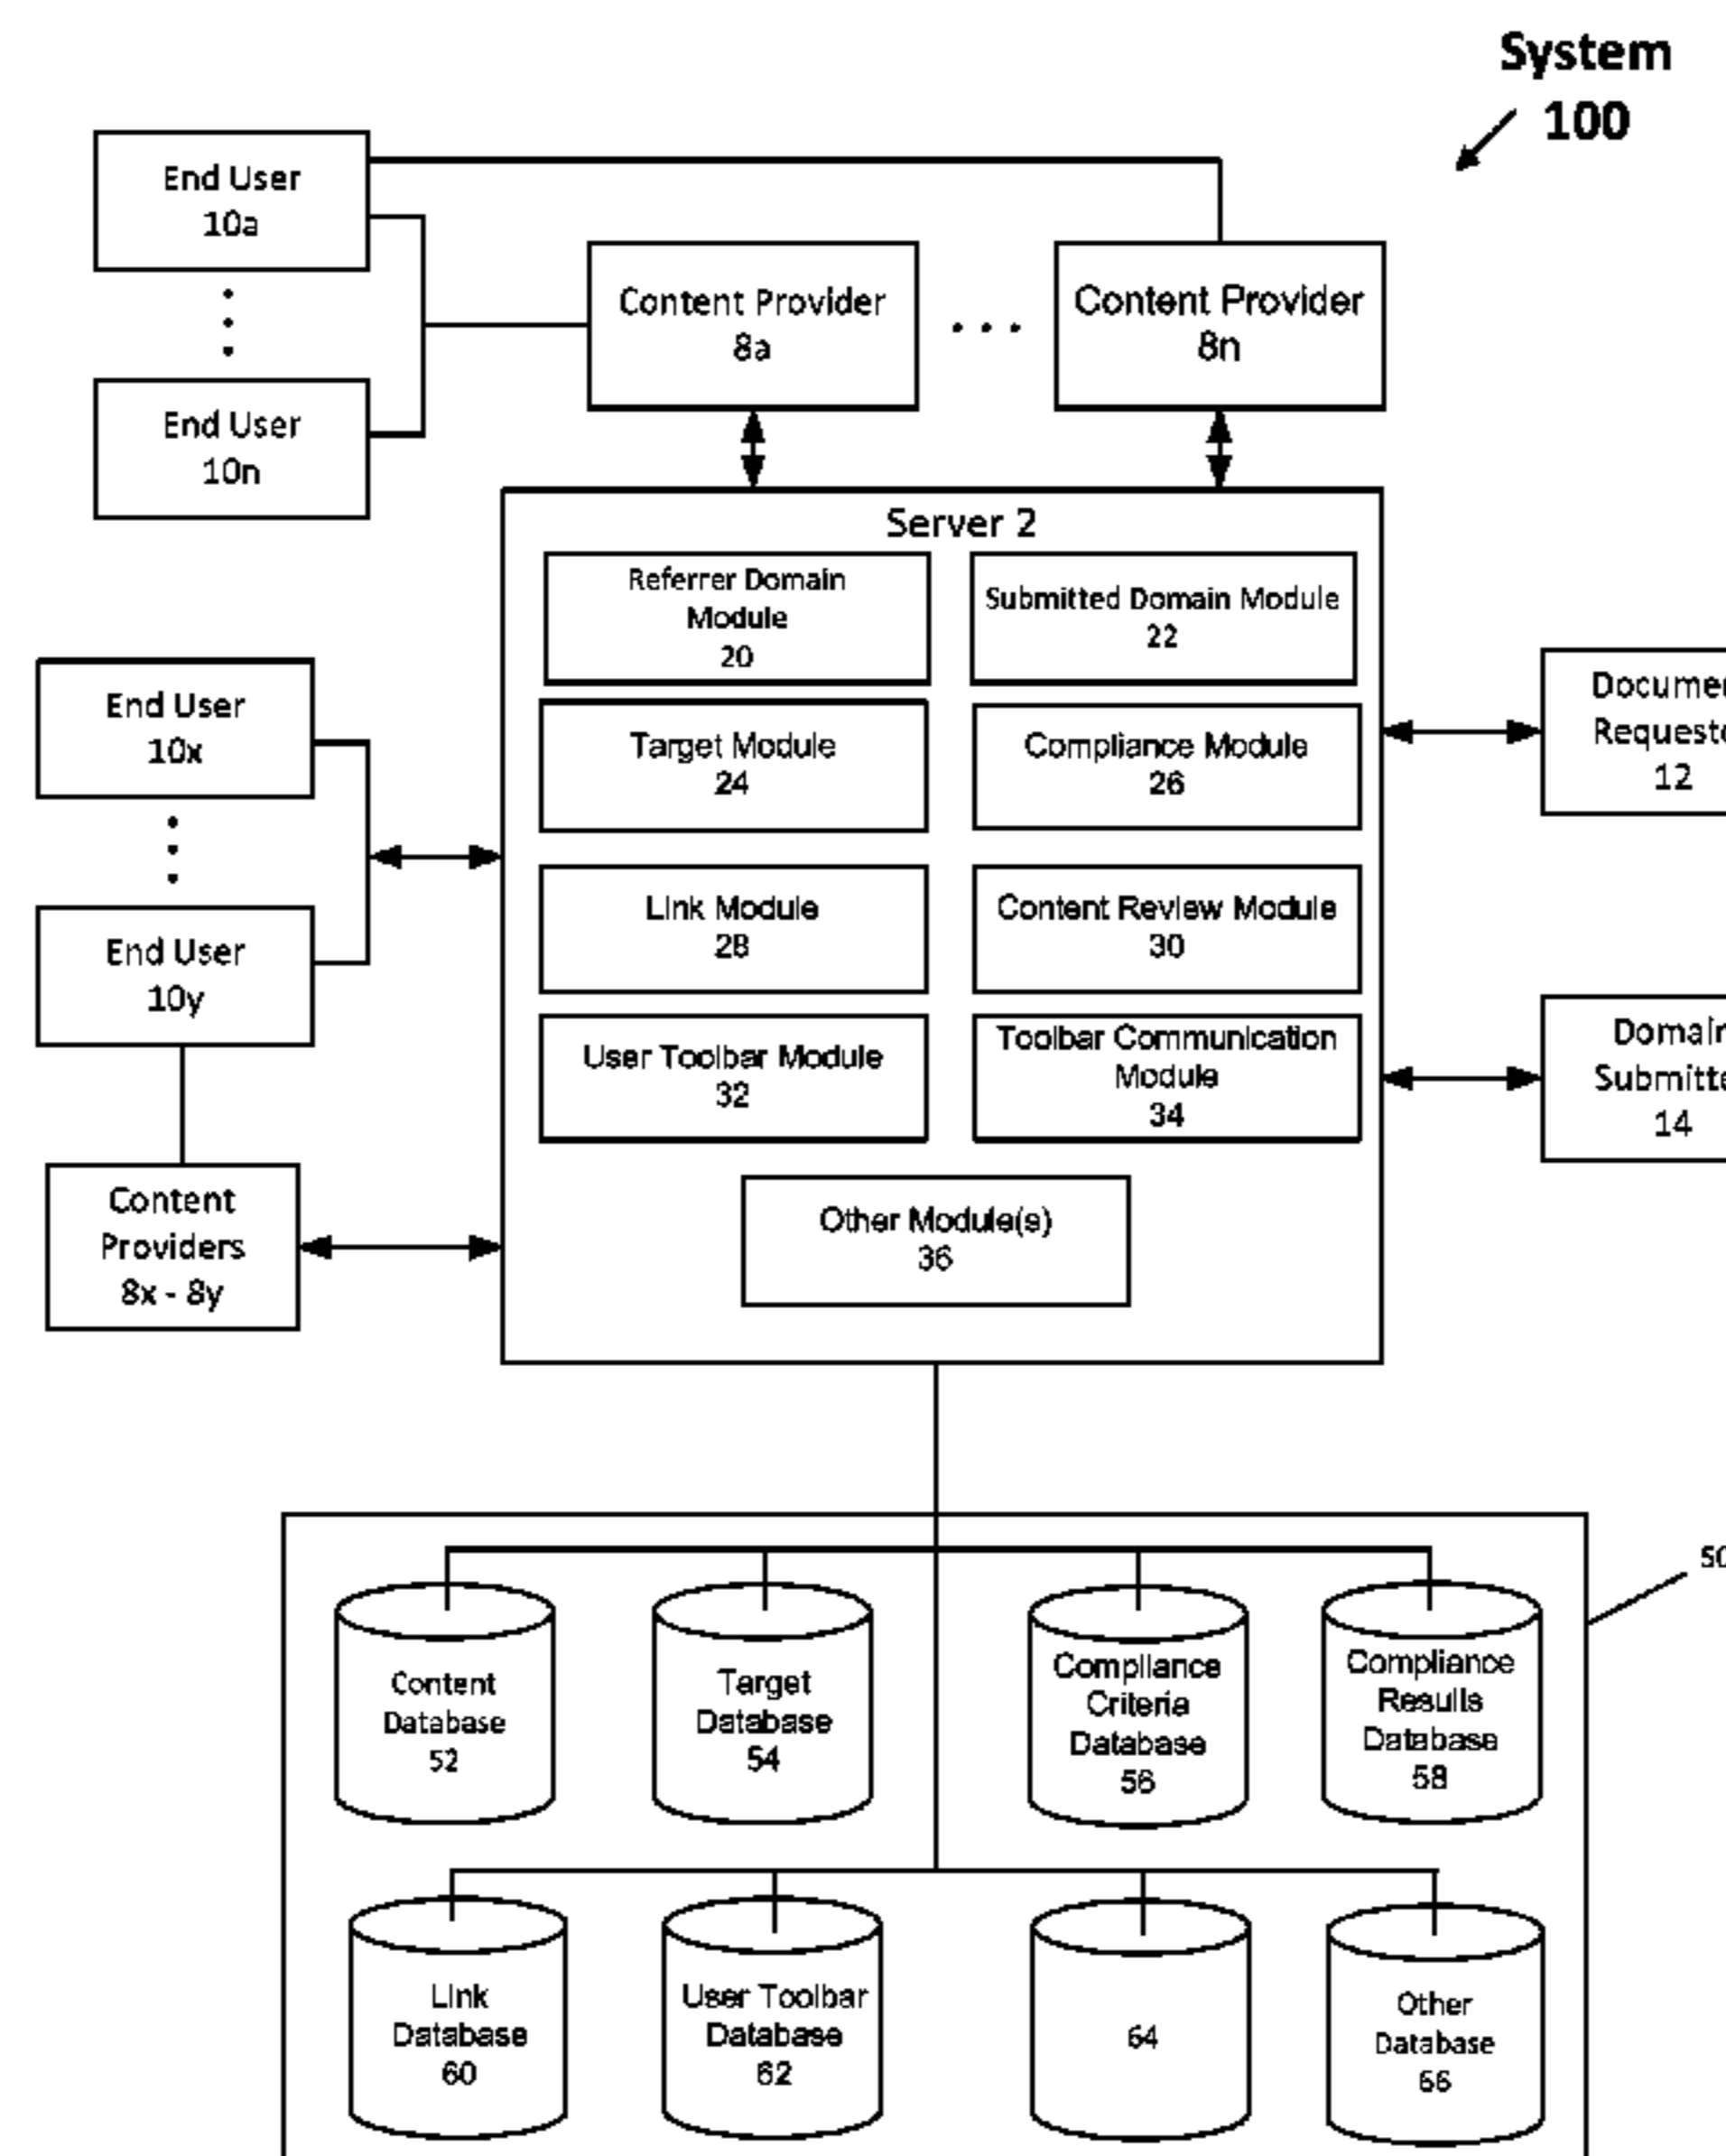 System
100
End User
10a
End User
10n
Content Provider
8a
Content Provider
8n
Server 2
Referrer Domain
Module
20
Submitted Domain Module
22
Target Module
24
Compliance Module
26
Link Module
28
Content Review Module
30
User Toolbar Module
32
Toolbar Communication
Module
34
Other Module(s)
36
End User
10x
End User
10y
Content
Providers
8x - 8y
12
14
Content
Database
52
Target
Database
54
Compliance
Criteria
Database
56
Compliance
Results
Database
58
Link
Database
60
User Toolbar
Database
62
64
Other
Database
66